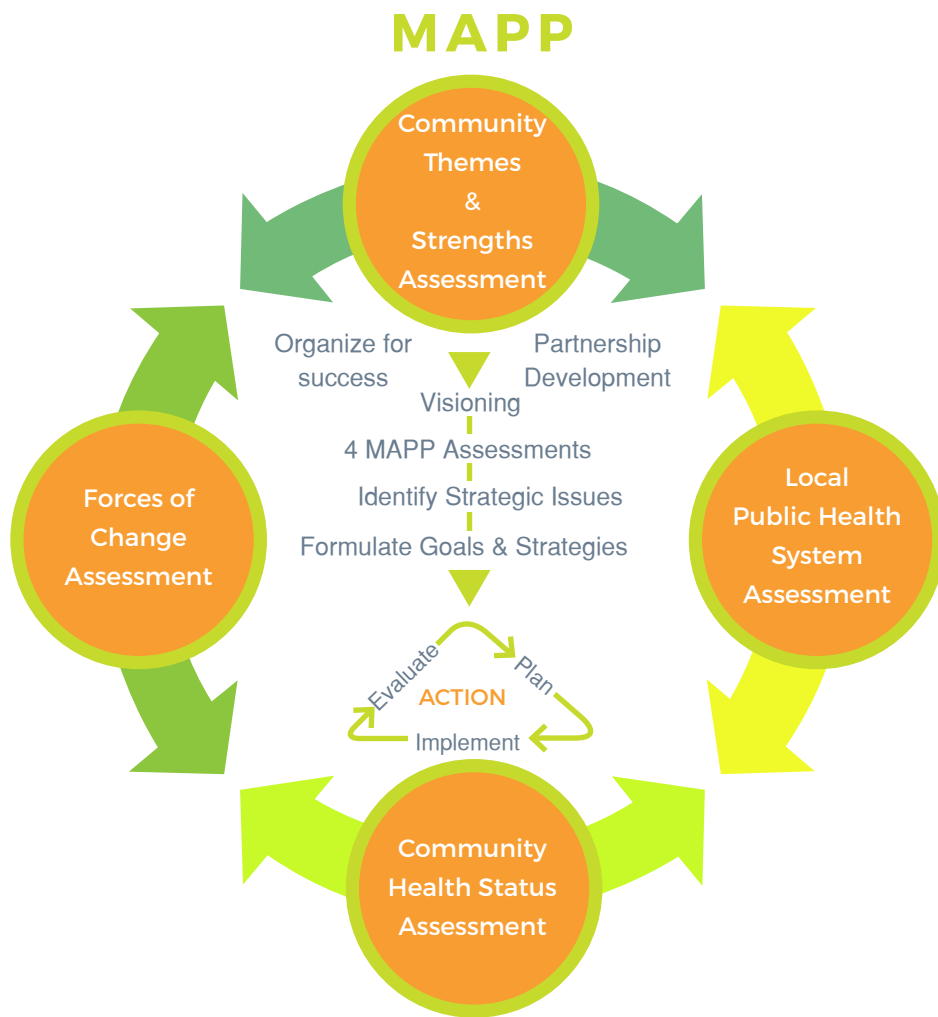 MAPP
Community
Themes
&
Strengths
Assessment
Organize for
success
Partnership
Development
Visioning
4 MAPP Assessments
Identify Strategic Issues
Formulate Goals & Strategies
Forces of
Change
Assessment
Local
Public Health
System
Assessment
Evaluate
Plan
ACTION
Implement
Community
Health Status
Assessment